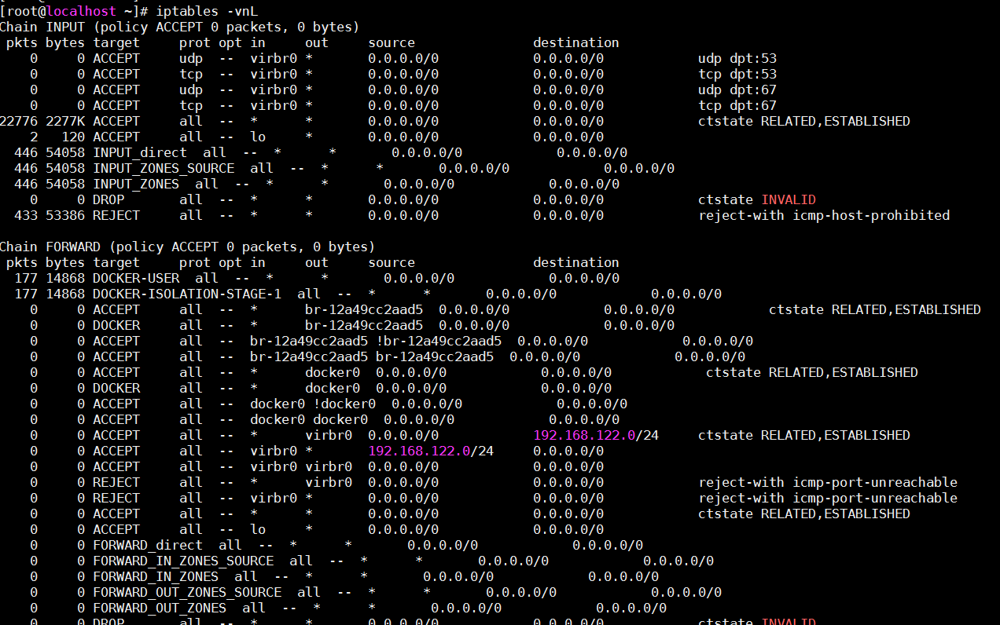 [root@localhost ~]# iptables -vnL
Chain INPUT (policy ACCEPT 0 packets, 0 bytes)
 pkts bytes target     prot opt in     out     source               destination
    0     0 ACCEPT     udp  --  virbr0 *       0.0.0.0/0            0.0.0.0/0            udp dpt:53
    0     0 ACCEPT     tcp  --  virbr0 *       0.0.0.0/0            0.0.0.0/0            tcp dpt:53
    0     0 ACCEPT     udp  --  virbr0 *       0.0.0.0/0            0.0.0.0/0            udp dpt:67
    0     0 ACCEPT     tcp  --  virbr0 *       0.0.0.0/0            0.0.0.0/0            tcp dpt:67
22776 2277K ACCEPT     all  --  *      *       0.0.0.0/0            0.0.0.0/0            ctstate RELATED,ESTABLISHED
    2   120 ACCEPT     all  --  lo     *       0.0.0.0/0            0.0.0.0/0
  446 54058 INPUT_direct  all  --  *      *       0.0.0.0/0            0.0.0.0/0
  446 54058 INPUT_ZONES_SOURCE  all  --  *      *       0.0.0.0/0            0.0.0.0/0
  446 54058 INPUT_ZONES  all  --  *      *       0.0.0.0/0            0.0.0.0/0
    0     0 DROP       all  --  *      *       0.0.0.0/0            0.0.0.0/0            ctstate INVALID
  433 53386 REJECT     all  --  *      *       0.0.0.0/0            0.0.0.0/0            reject-with icmp-host-prohibited

Chain FORWARD (policy ACCEPT 0 packets, 0 bytes)
 pkts bytes target     prot opt in     out     source               destination
  177 14868 DOCKER-USER  all  --  *      *       0.0.0.0/0            0.0.0.0/0
  177 14868 DOCKER-ISOLATION-STAGE-1  all  --  *      *       0.0.0.0/0            0.0.0.0/0
    0     0 ACCEPT     all  --  *      br-12a49cc2aad5  0.0.0.0/0            0.0.0.0/0            ctstate RELATED,ESTABLISHED
    0     0 DOCKER     all  --  *      br-12a49cc2aad5  0.0.0.0/0            0.0.0.0/0
    0     0 ACCEPT     all  --  br-12a49cc2aad5 !br-12a49cc2aad5  0.0.0.0/0            0.0.0.0/0
    0     0 ACCEPT     all  --  br-12a49cc2aad5 br-12a49cc2aad5  0.0.0.0/0            0.0.0.0/0
    0     0 ACCEPT     all  --  *      docker0  0.0.0.0/0            0.0.0.0/0            ctstate RELATED,ESTABLISHED
    0     0 DOCKER     all  --  *      docker0  0.0.0.0/0            0.0.0.0/0
    0     0 ACCEPT     all  --  docker0 !docker0  0.0.0.0/0            0.0.0.0/0
    0     0 ACCEPT     all  --  docker0 docker0  0.0.0.0/0            0.0.0.0/0
    0     0 ACCEPT     all  --  *      virbr0  0.0.0.0/0            192.168.122.0/24     ctstate RELATED,ESTABLISHED
    0     0 ACCEPT     all  --  virbr0 *       192.168.122.0/24     0.0.0.0/0
    0     0 ACCEPT     all  --  virbr0 virbr0  0.0.0.0/0            0.0.0.0/0
    0     0 REJECT     all  --  *      virbr0  0.0.0.0/0            0.0.0.0/0            reject-with icmp-port-unreachable
    0     0 REJECT     all  --  virbr0 *       0.0.0.0/0            0.0.0.0/0            reject-with icmp-port-unreachable
    0     0 ACCEPT     all  --  *      *       0.0.0.0/0            0.0.0.0/0            ctstate RELATED,ESTABLISHED
    0     0 ACCEPT     all  --  lo     *       0.0.0.0/0            0.0.0.0/0
    0     0 FORWARD_direct  all  --  *      *       0.0.0.0/0            0.0.0.0/0
    0     0 FORWARD_IN_ZONES_SOURCE  all  --  *      *       0.0.0.0/0            0.0.0.0/0
    0     0 FORWARD_IN_ZONES  all  --  *      *       0.0.0.0/0            0.0.0.0/0
    0     0 FORWARD_OUT_ZONES_SOURCE  all  --  *      *       0.0.0.0/0            0.0.0.0/0
    0     0 FORWARD_OUT_ZONES  all  --  *      *       0.0.0.0/0            0.0.0.0/0
    0     0 DROP       all  --  *      *       0.0.0.0/0            0.0.0.0/0            ctstate INVALID